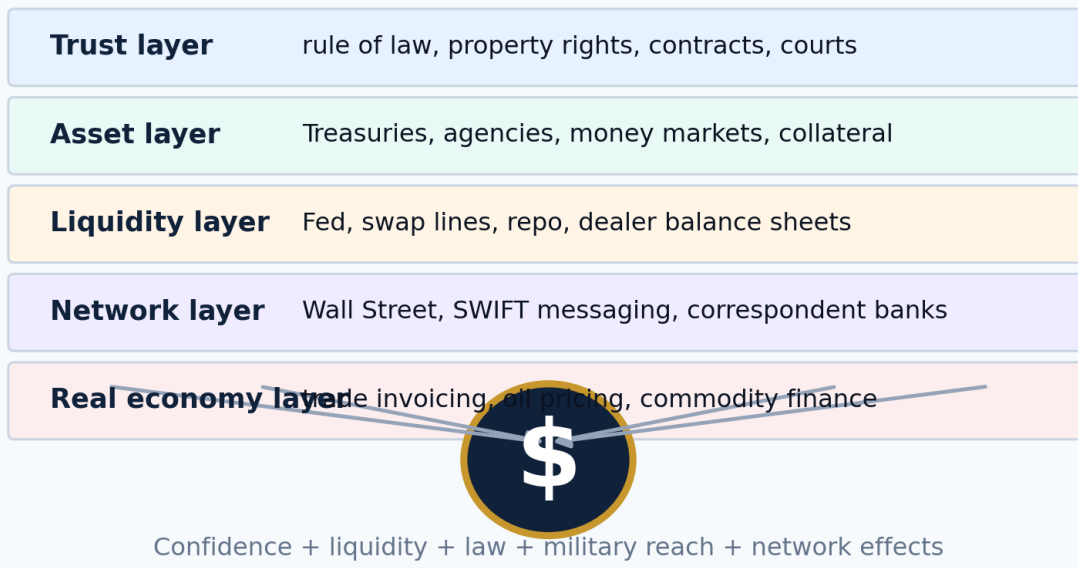 Trust layer rule of law, property rights, contracts, courts
Asset layer Treasuries, agencies, money markets, collateral
Liquidity layer Fed, swap lines, repo, dealer balance sheets
Network layer Wall Street, SWIFT messaging, correspondent banks
Real economy layer trade invoicing, oil pricing, commodity finance
$
Confidence + liquidity + law + military reach + network effects